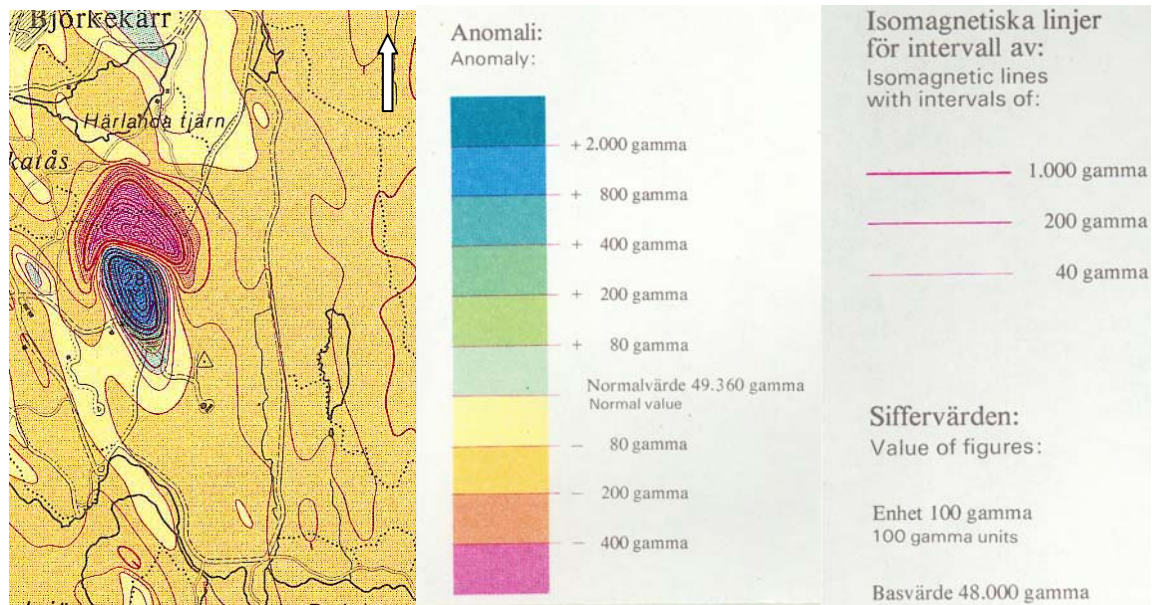 Björkekärr
Härlanda tjärn
katås
28
Anomali:
Anomaly:
+ 2.000 gamma
+ 800 gamma
+ 400 gamma
+ 200 gamma
+ 80 gamma
Normalvärde 49.360 gamma
Normal value
− 80 gamma
− 200 gamma
− 400 gamma
Isomagnetiska linjer
för intervall av:
Isomagnetic lines
with intervals of:
1.000 gamma
200 gamma
40 gamma
Siffervärden:
Value of figures:
Enhet 100 gamma
100 gamma units
Basvärde 48.000 gamma